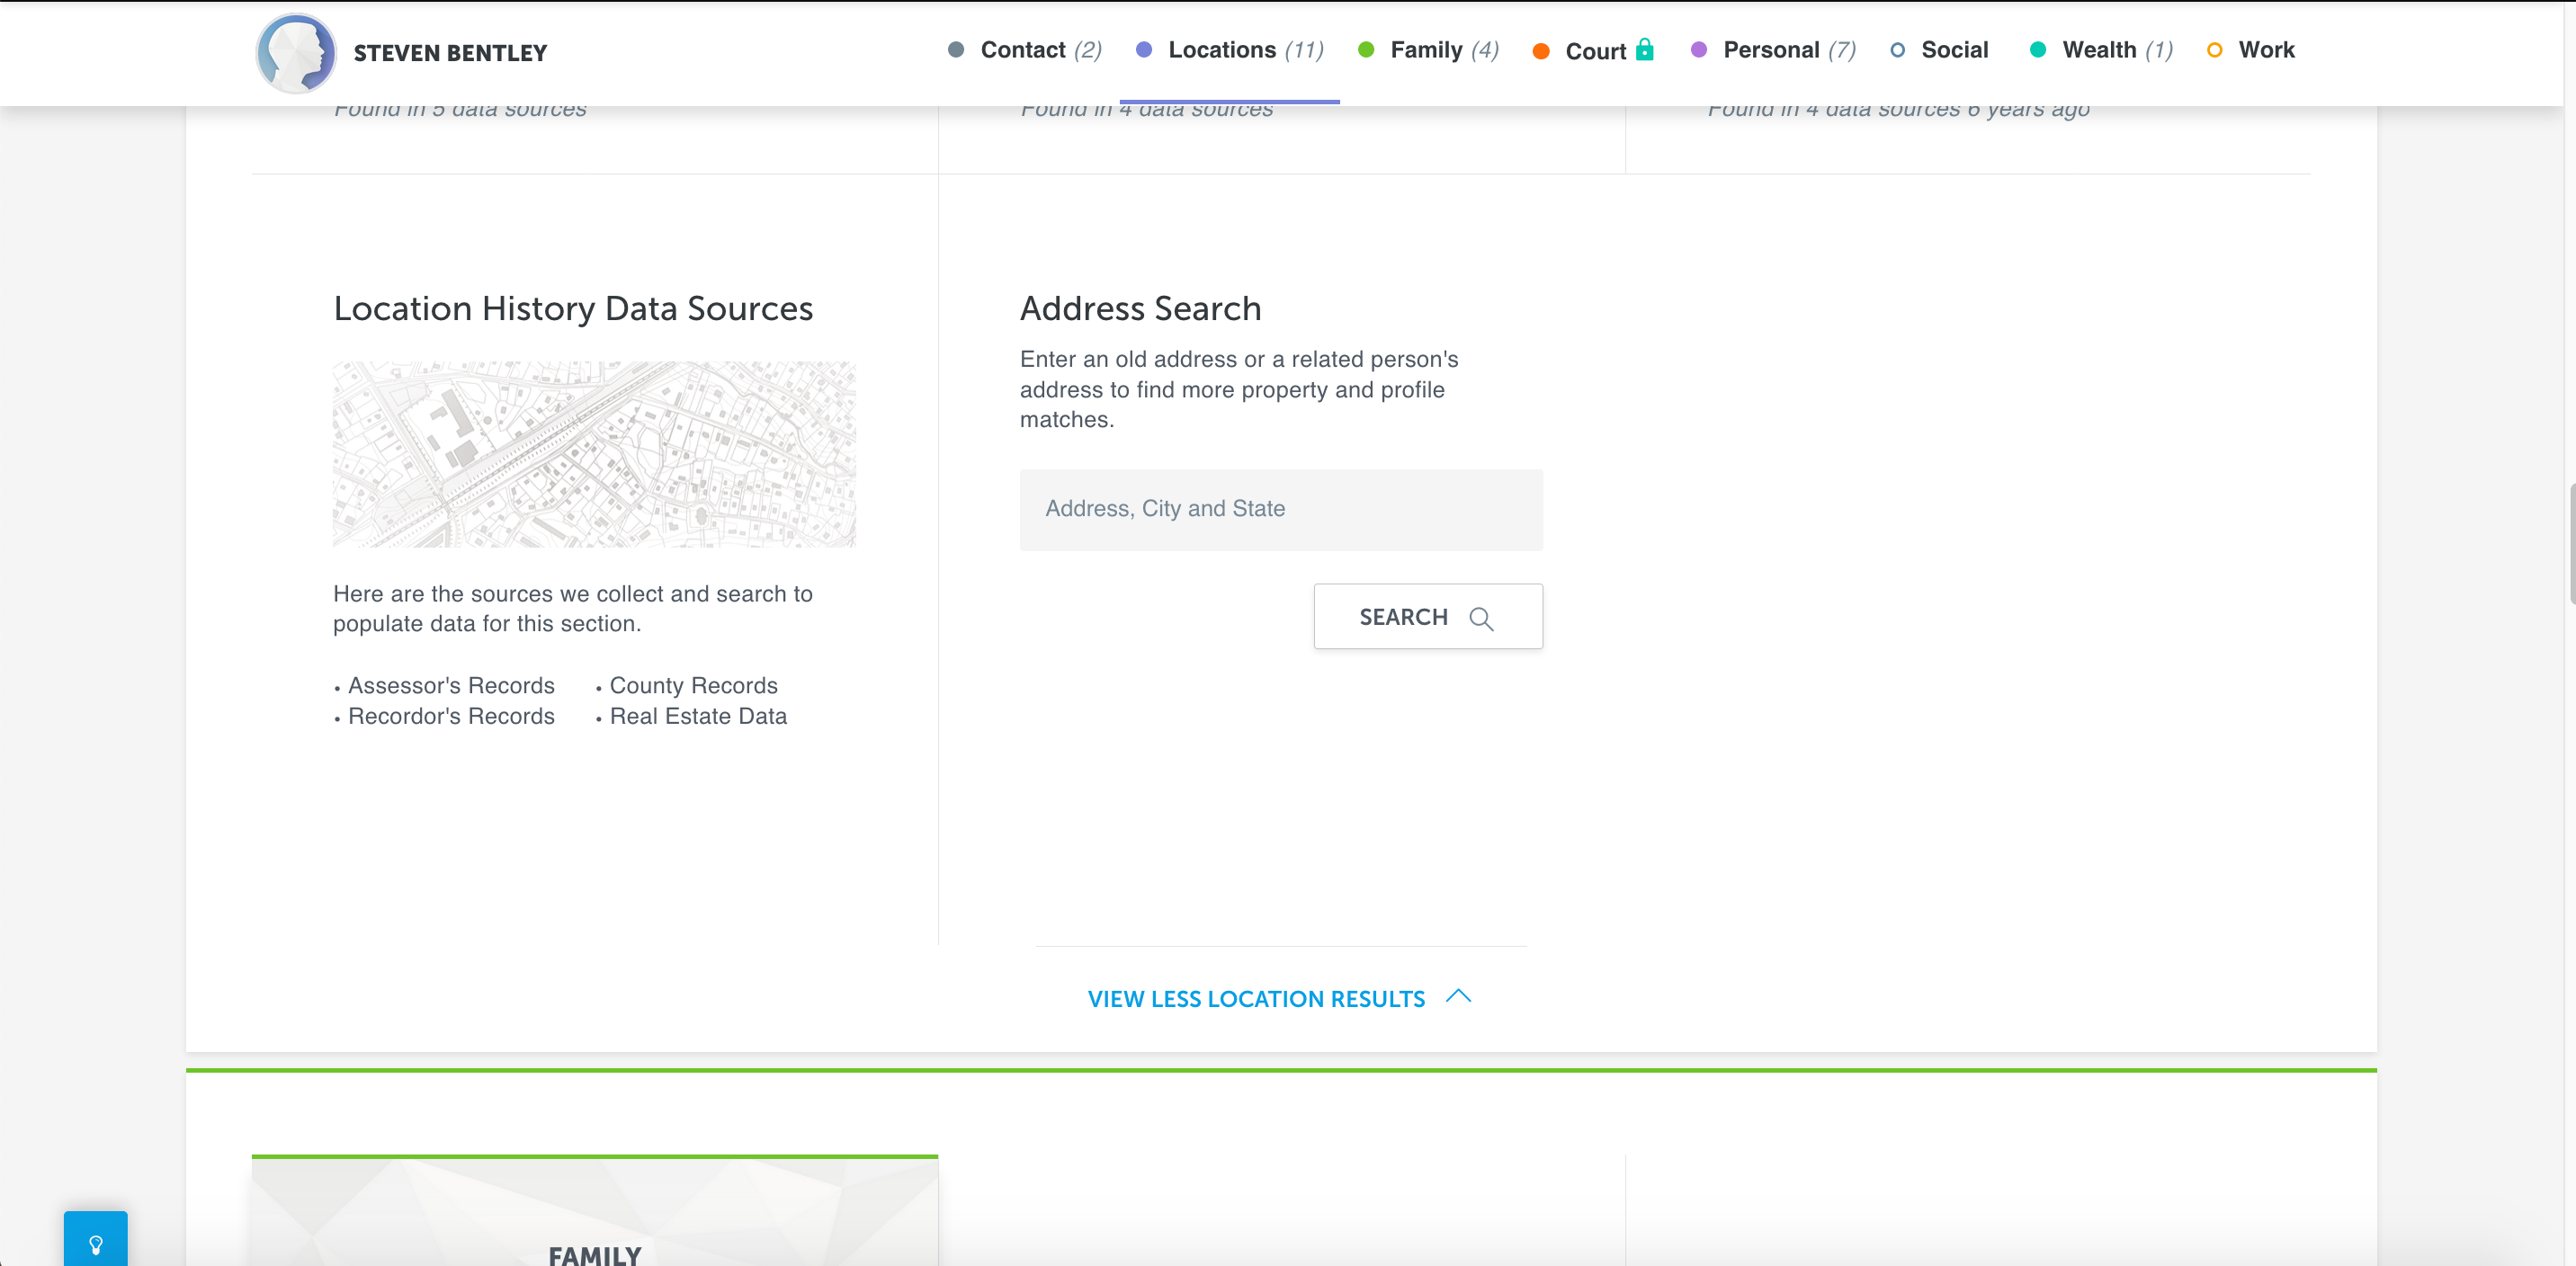 STEVEN BENTLEY
Contact (2)
Locations (11)
Family (4)
Court
Personal (7)
Social
Wealth (1)
Work
Found in 5 data sources
Found in 4 data sources
Found in 4 data sources 6 years ago
Location History Data Sources
Here are the sources we collect and search to
populate data for this section.
• Assessor's Records
• County Records
• Recordor's Records
• Real Estate Data
Address Search
Enter an old address or a related person's
address to find more property and profile
matches.
Address, City and State
SEARCH
VIEW LESS LOCATION RESULTS
FAMILY